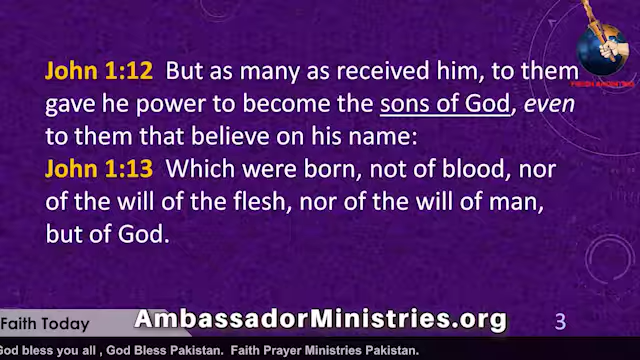 John 1:12 But as many as received him, to them
gave he power to become the sons of God, even
to them that believe on his name:
John 1:13 Which were born, not of blood, nor
of the will of the flesh, nor of the will of man,
but of God.
Faith Today
AmbassadorMinistries.org
3
God bless you all , God Bless Pakistan. Faith Prayer Ministries Pakistan.